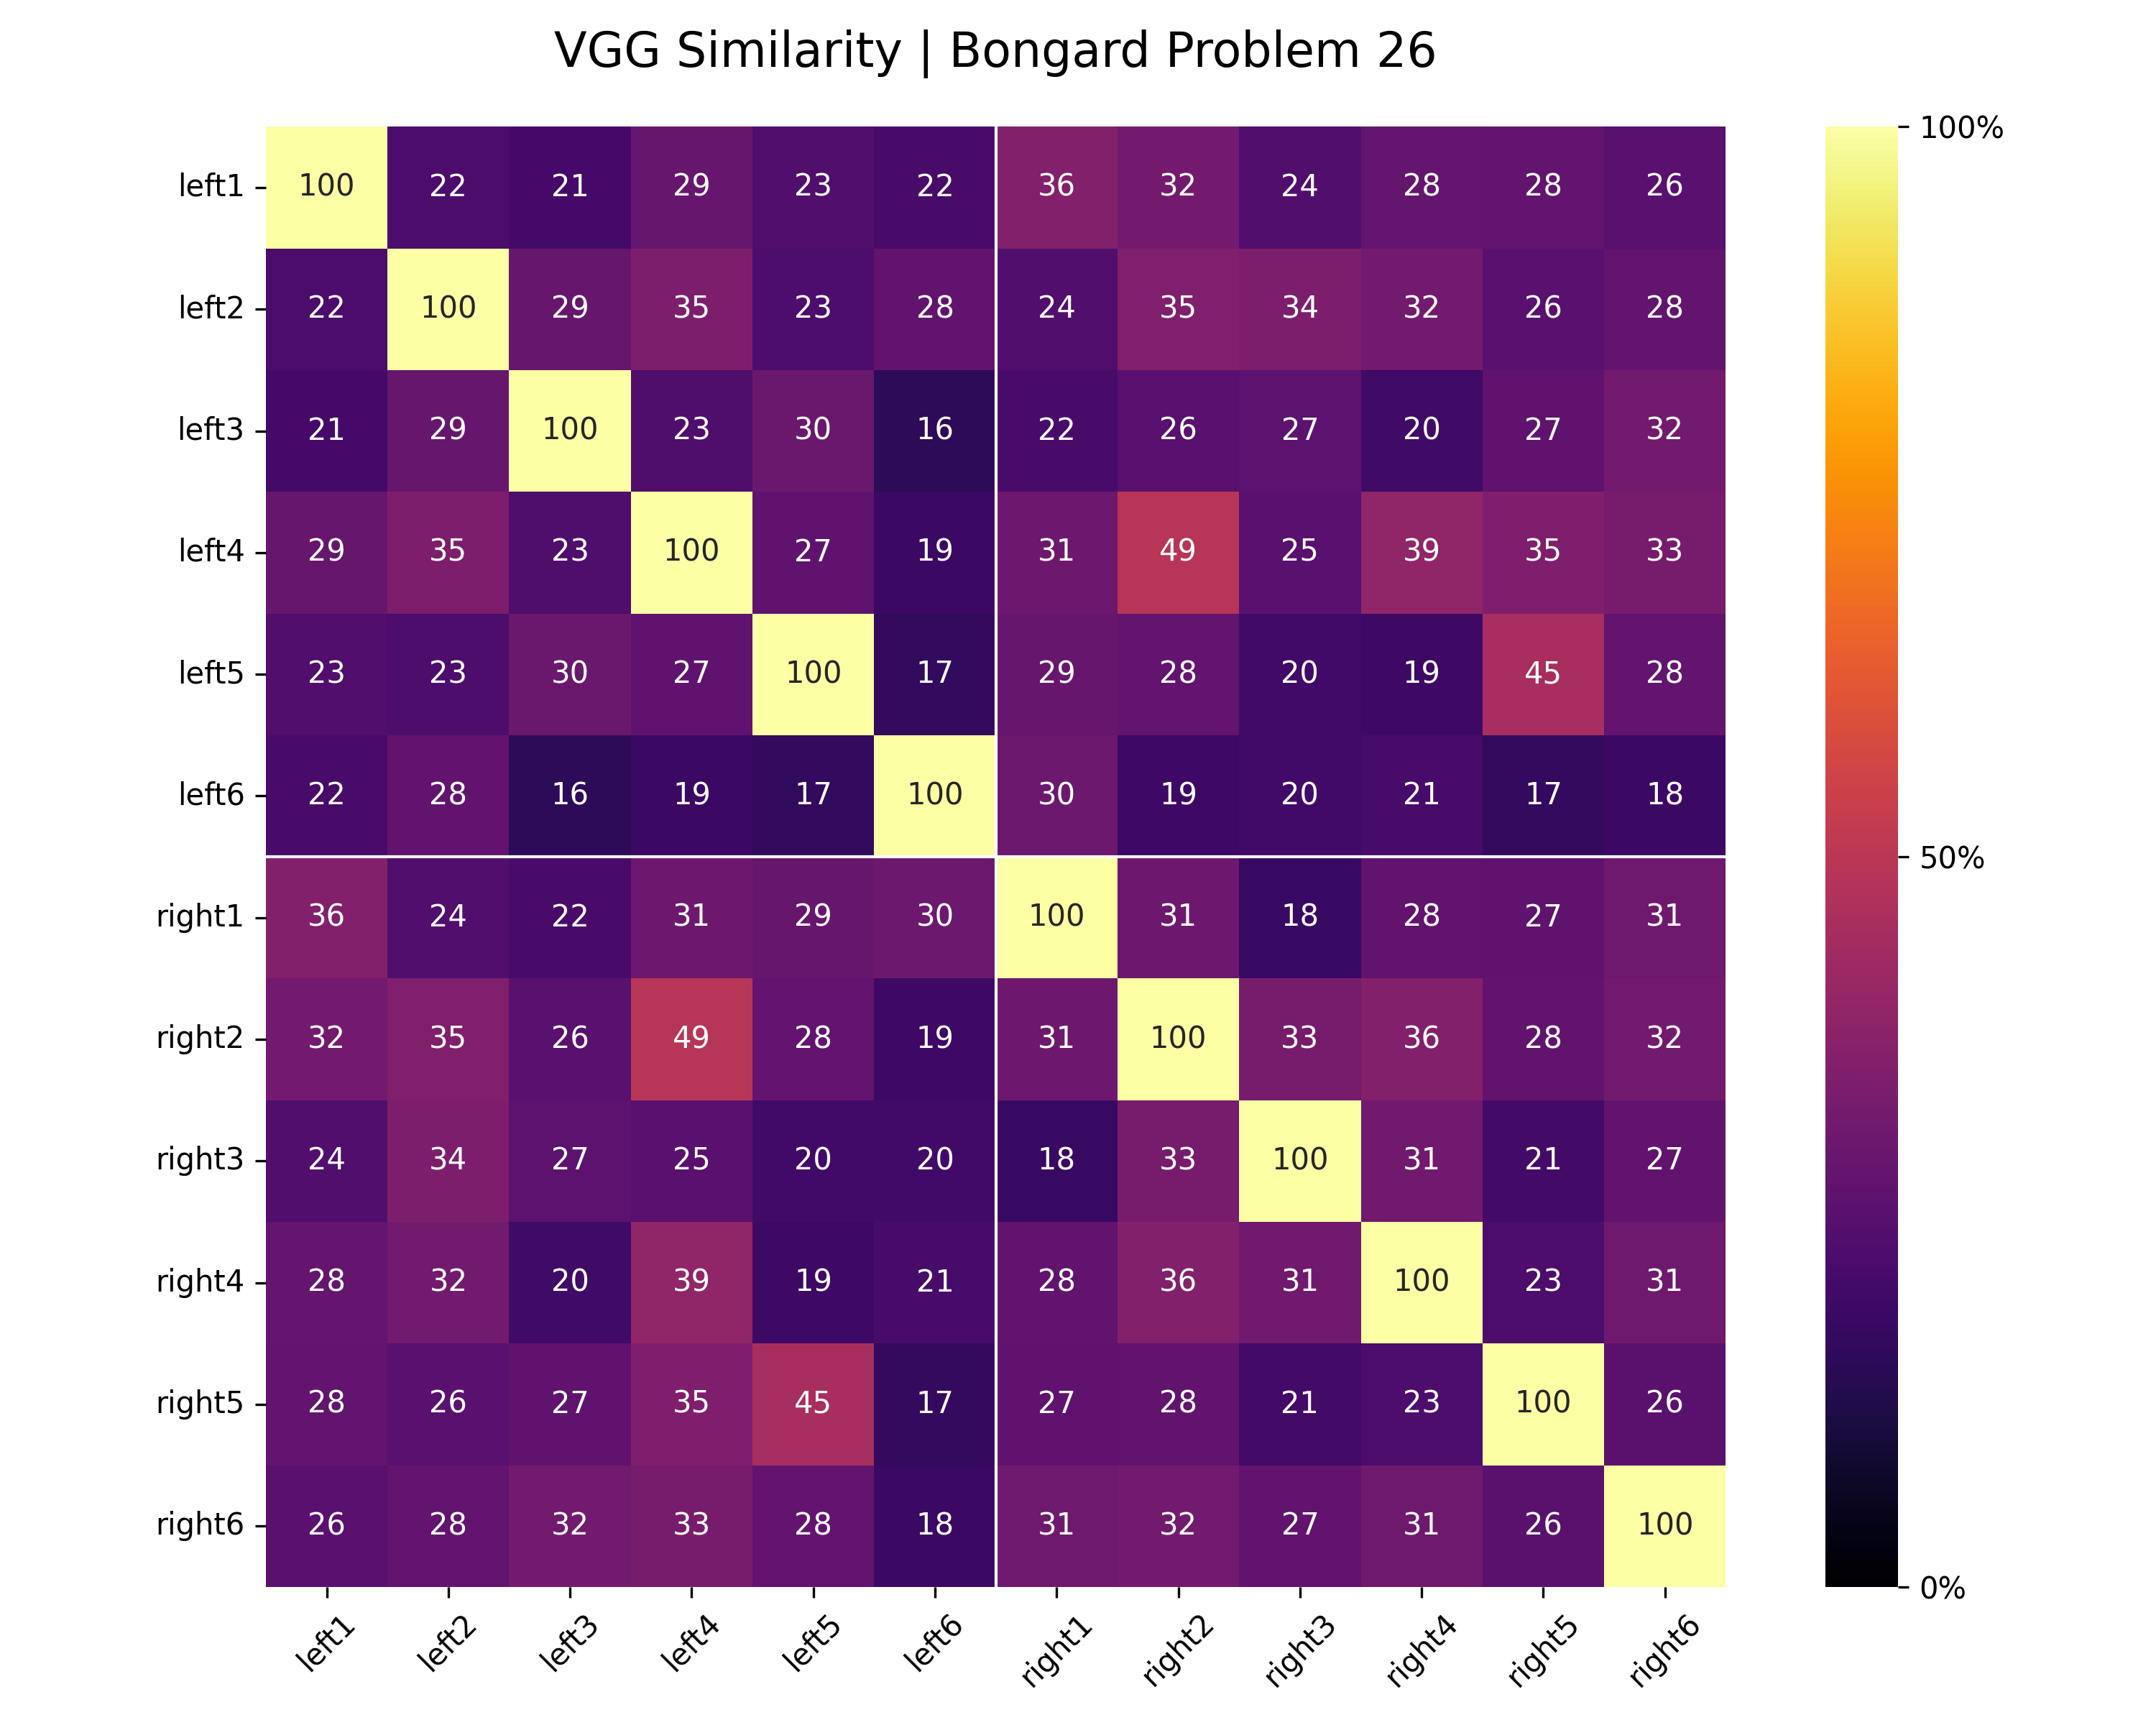 VGG Similarity | Bongard Problem 26
left1 100 22 21 29 23 22 36 32 24 28 28 26
left2 22 100 29 35 23 28 24 35 34 32 26 28
left3 21 29 100 23 30 16 22 26 27 20 27 32
left4 29 35 23 100 27 19 31 49 25 39 35 33
left5 23 23 30 27 100 17 29 28 20 19 45 28
left6 22 28 16 19 17 100 30 19 20 21 17 18
right1 36 24 22 31 29 30 100 31 18 28 27 31
right2 32 35 26 49 28 19 31 100 33 36 28 32
right3 24 34 27 25 20 20 18 33 100 31 21 27
right4 28 32 20 39 19 21 28 36 31 100 23 31
right5 28 26 27 35 45 17 27 28 21 23 100 26
right6 26 28 32 33 28 18 31 32 27 31 26 100
left1 left2 left3 left4 left5 left6 right1 right2 right3 right4 right5 right6
100%
50%
0%